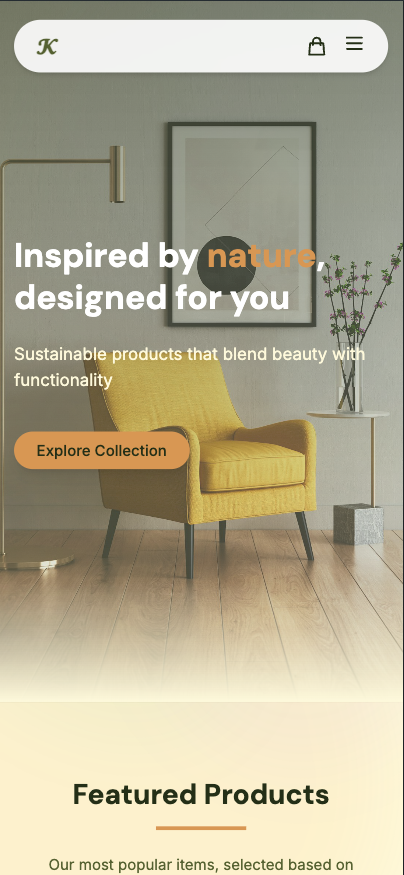 K
Inspired by nature,
designed for you
Sustainable products that blend beauty with
functionality
Explore Collection
Featured Products
Our most popular items, selected based on